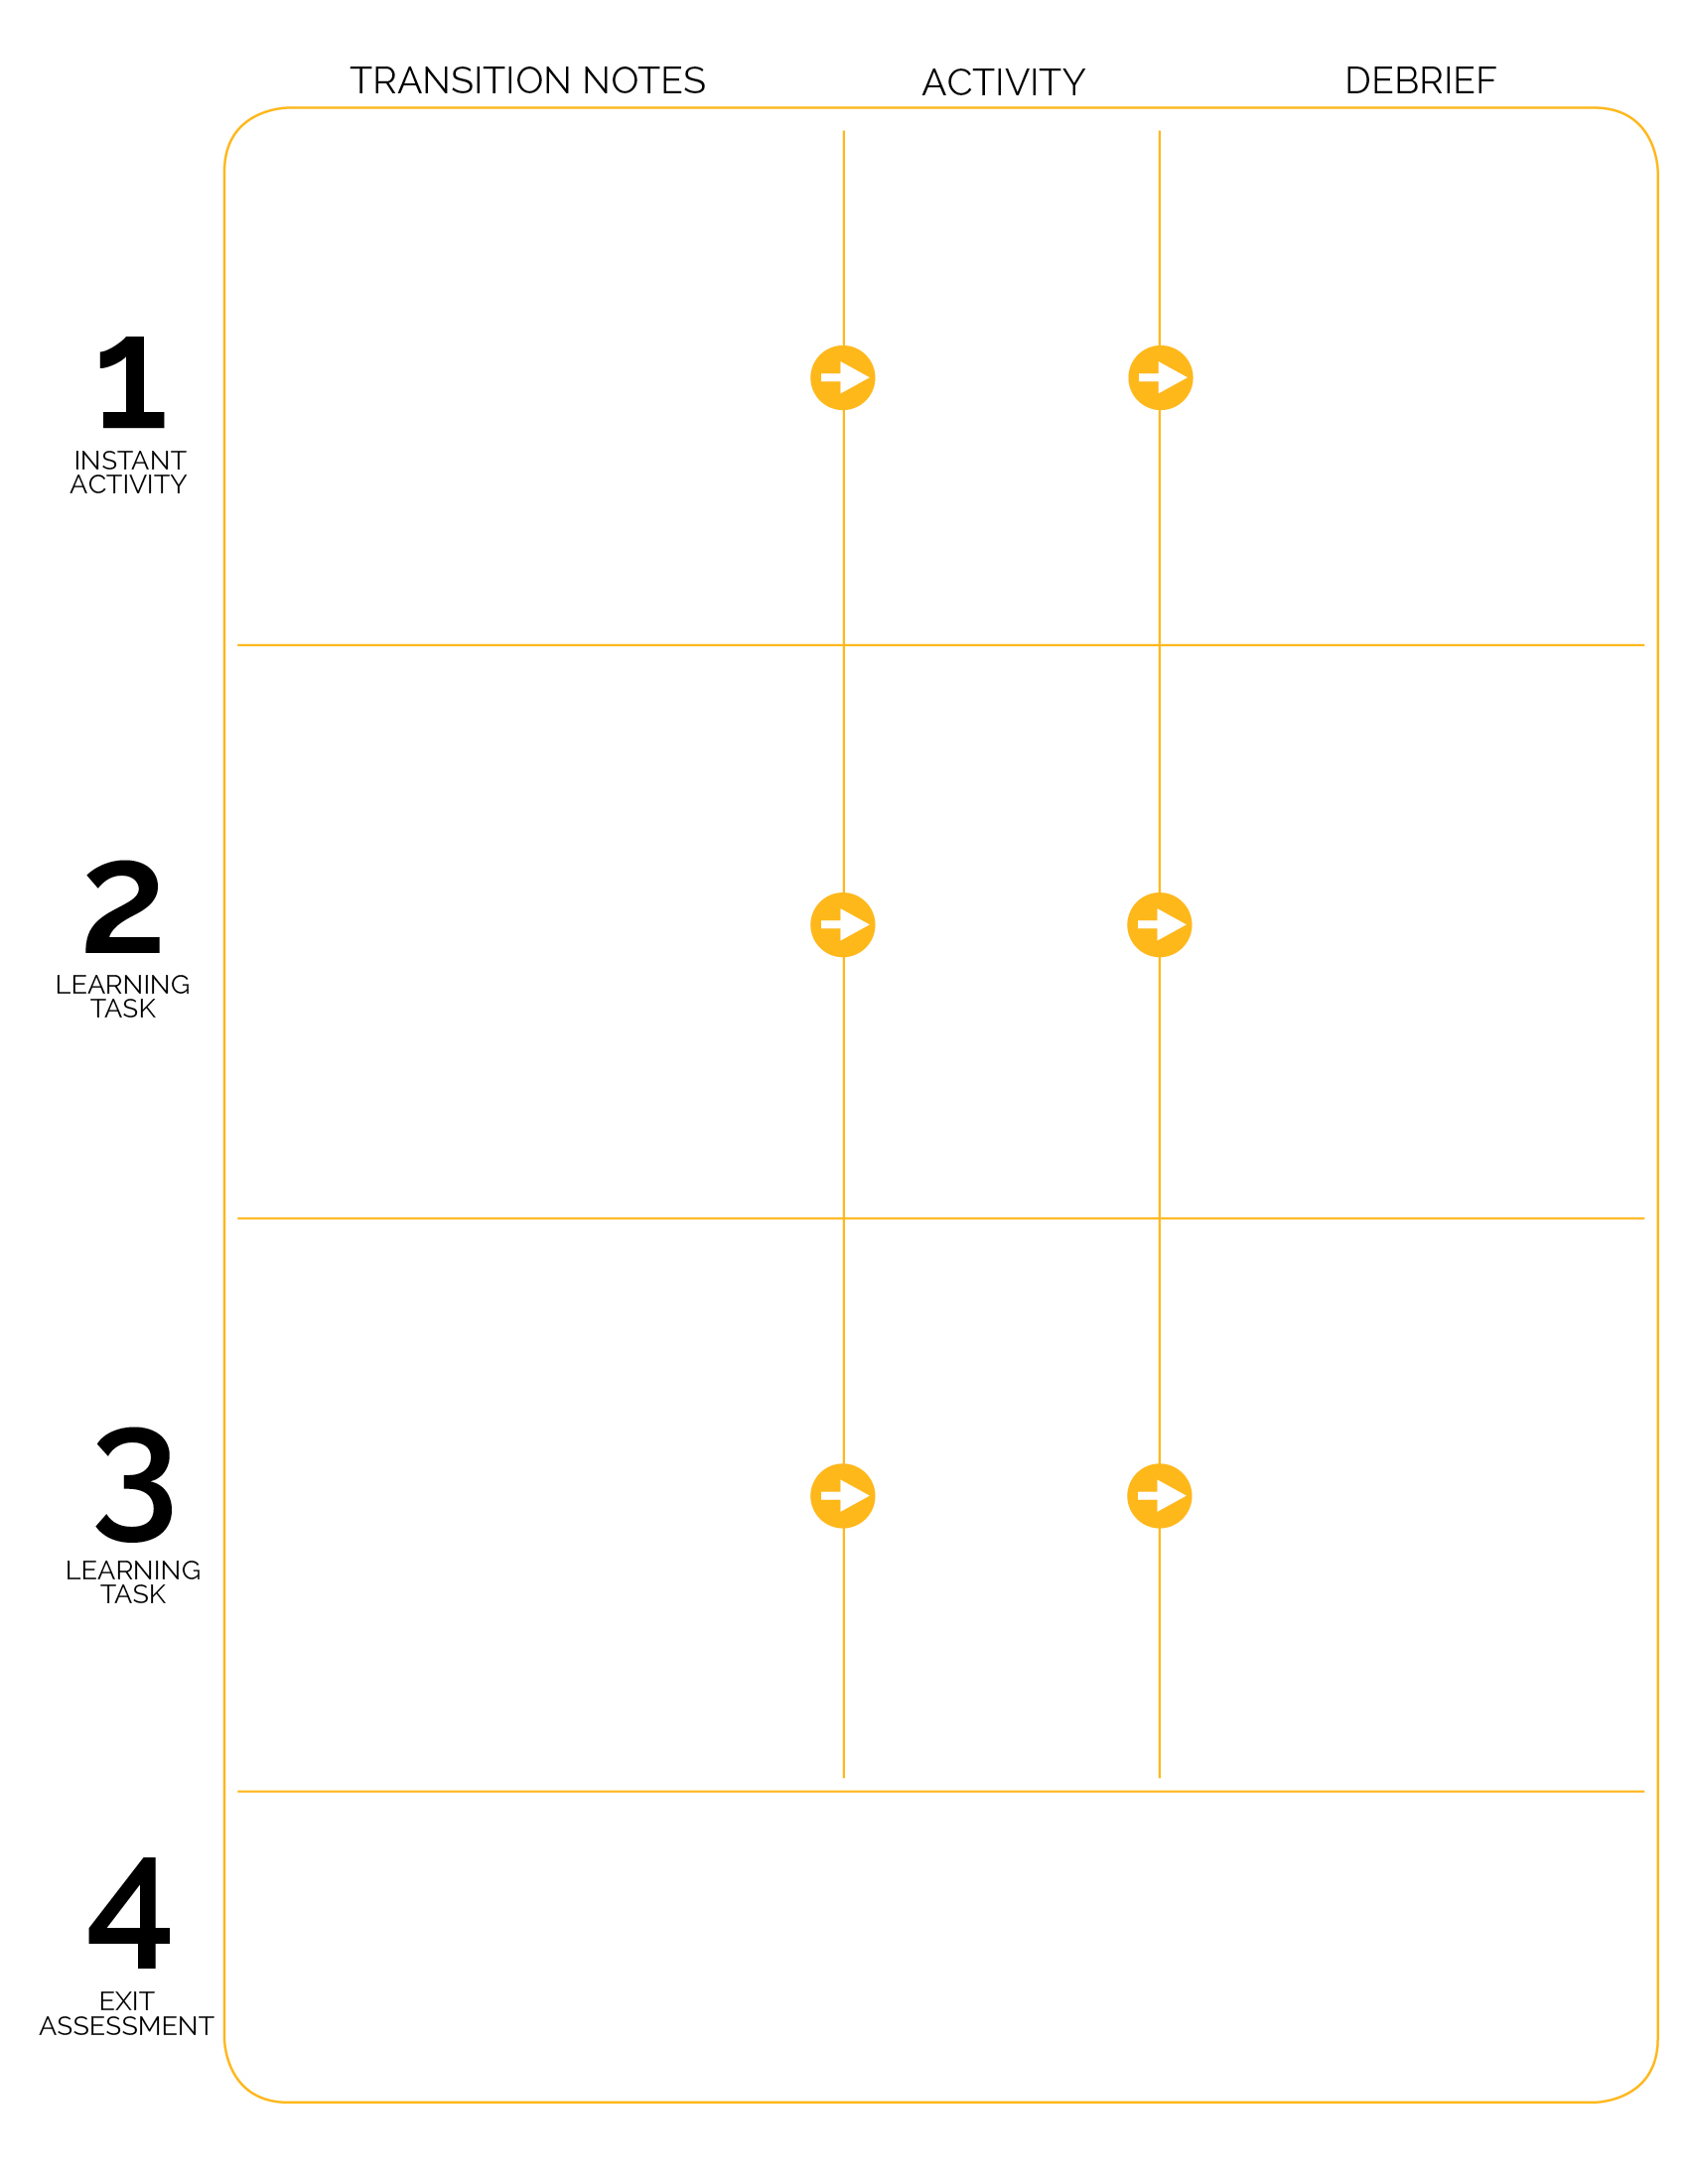 TRANSITION NOTES
ACTIVITY
DEBRIEF
1
INSTANT
ACTIVITY
2
LEARNING
TASK
3
LEARNING
TASK
4
EXIT
ASSESSMENT